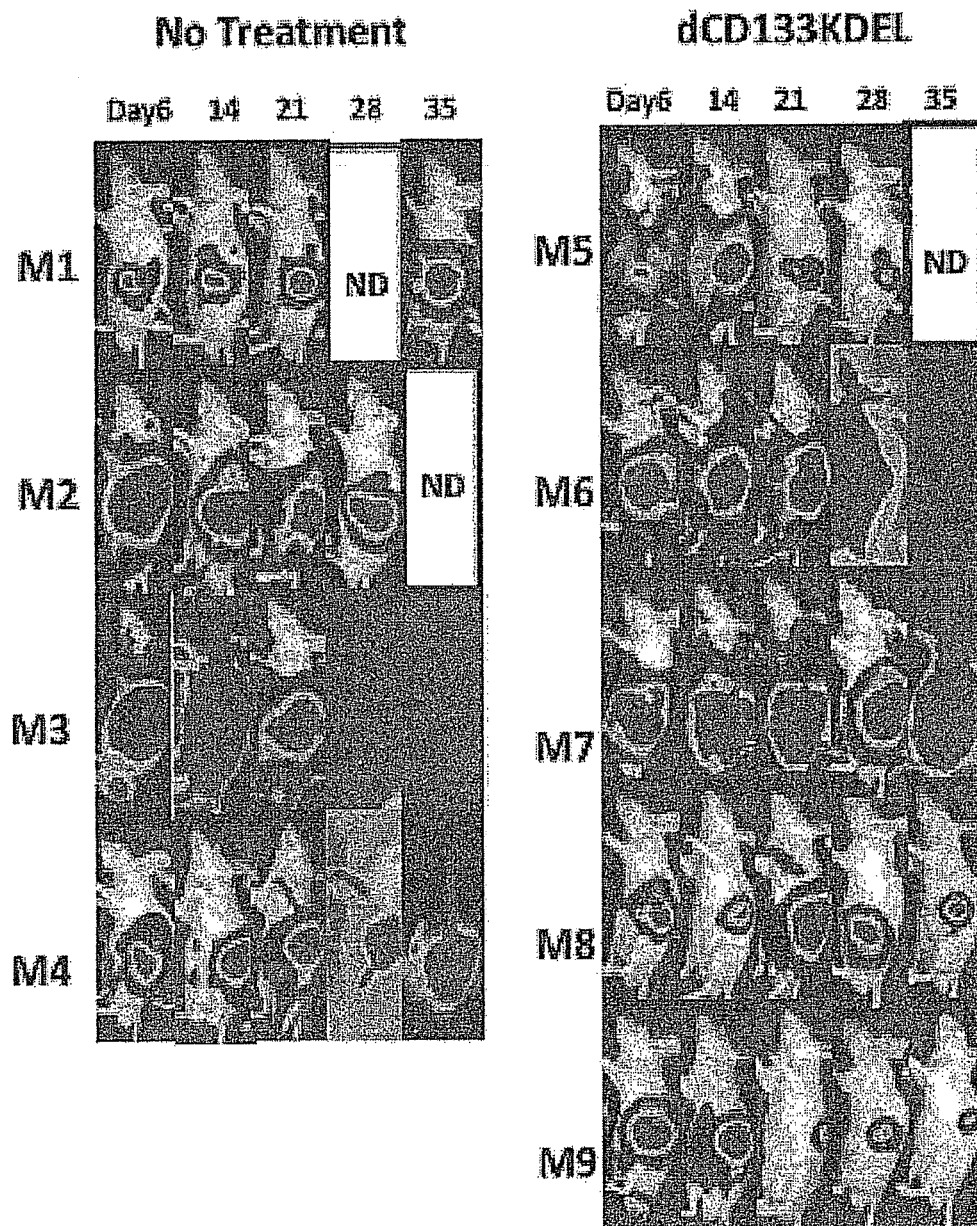 No Treatment
Day6 14 21 28 35
M1
ND
M2
ND
M3
M4
dCD133KDEL
Day6 14 21 28 35
M5
ND
M6
M7
M8
M9